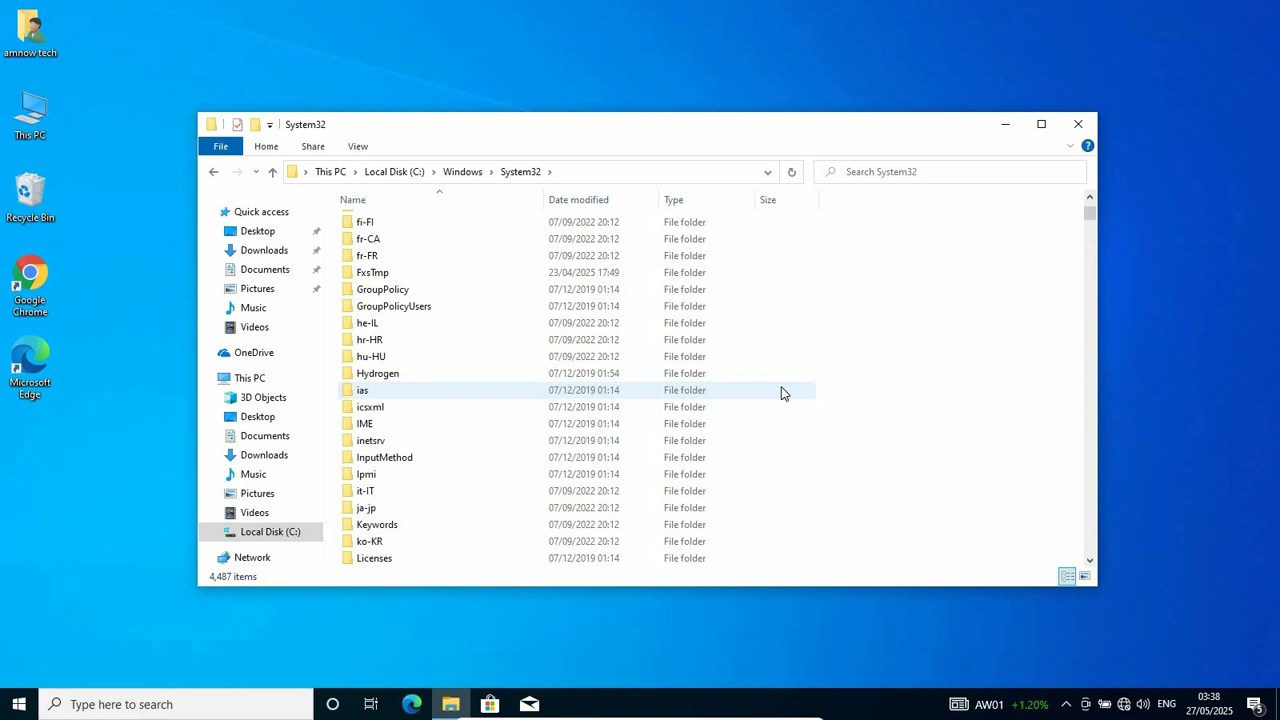 amnow tech
This PC
Recycle Bin
Google
Chrome
Microsoft
Edge
System32
File Home Share View
This PC Local Disk (C:) Windows System32
Search System32
Name Date modified Type Size
Quick access
Desktop
Downloads
Documents
Pictures
Music
Videos
OneDrive
This PC
3D Objects
Desktop
Documents
Downloads
Music
Pictures
Videos
Local Disk (C:)
Network
fi-FI 07/09/2022 20:12 File folder
fr-CA 07/09/2022 20:12 File folder
fr-FR 07/09/2022 20:12 File folder
FxsTmp 23/04/2025 17:49 File folder
GroupPolicy 07/12/2019 01:14 File folder
GroupPolicyUsers 07/12/2019 01:14 File folder
he-IL 07/09/2022 20:12 File folder
hr-HR 07/09/2022 20:12 File folder
hu-HU 07/09/2022 20:12 File folder
Hydrogen 07/12/2019 01:54 File folder
ias 07/12/2019 01:14 File folder
icsxml 07/12/2019 01:14 File folder
IME 07/12/2019 01:14 File folder
inetsrv 07/12/2019 01:14 File folder
InputMethod 07/12/2019 01:14 File folder
Ipmi 07/12/2019 01:14 File folder
it-IT 07/09/2022 20:12 File folder
ja-jp 07/09/2022 20:12 File folder
Keywords 07/09/2022 20:12 File folder
ko-KR 07/09/2022 20:12 File folder
Licenses 07/12/2019 01:14 File folder
4,487 items
Type here to search
AW01 +1.20%
ENG
03:38
27/05/2025
5